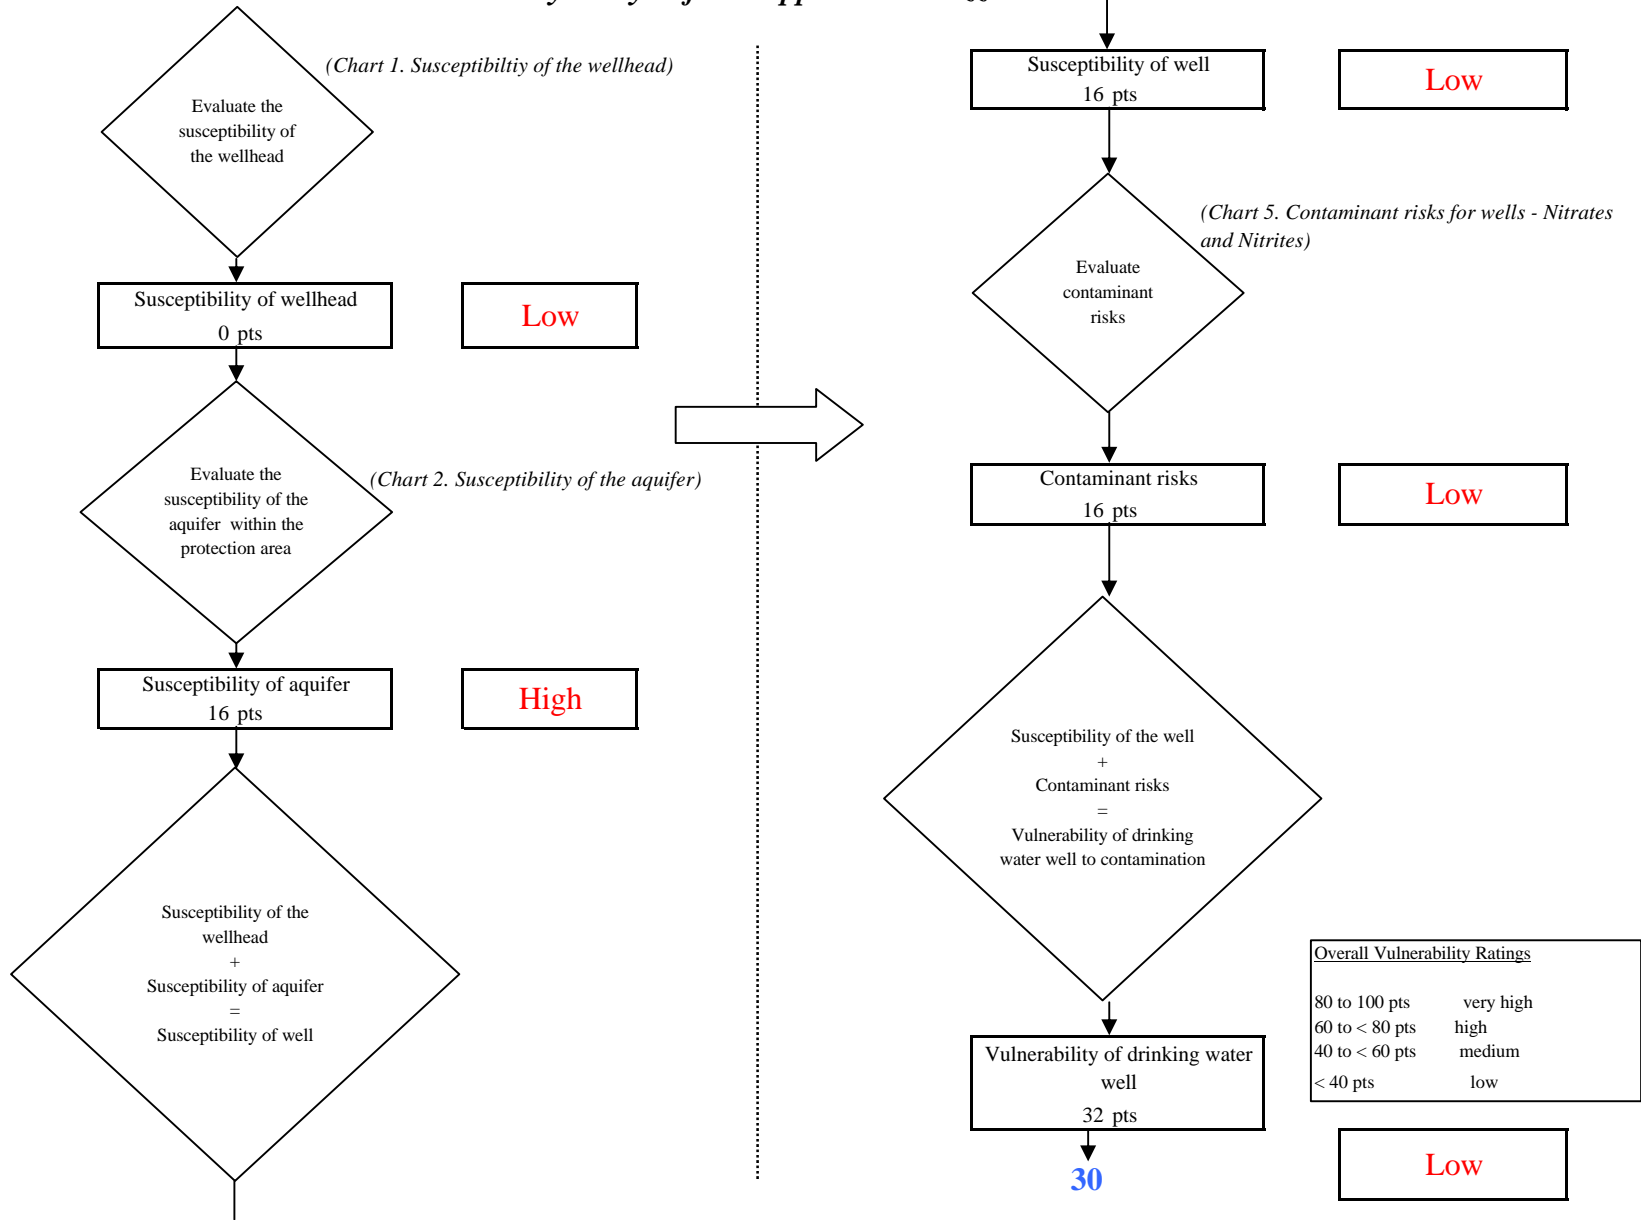 (Chart 1. Susceptibiltiy of the wellhead)
Evaluate the
susceptibility of
the wellhead
Susceptibility of wellhead
0 pts
Low
Evaluate the
susceptibility of the
aquifer within the
protection area
(Chart 2. Susceptibility of the aquifer)
Susceptibility of aquifer
16 pts
High
Susceptibility of the
wellhead
+
Susceptibility of aquifer
=
Susceptibility of well
Susceptibility of well
16 pts
Low
(Chart 5. Contaminant risks for wells - Nitrates
and Nitrites)
Evaluate
contaminant
risks
Contaminant risks
16 pts
Low
Susceptibility of the well
+
Contaminant risks
=
Vulnerability of drinking
water well to contamination
Overall Vulnerability Ratings
80 to 100 pts very high
60 to < 80 pts high
40 to < 60 pts medium
< 40 pts low
Vulnerability of drinking water
well
32 pts
30
Low